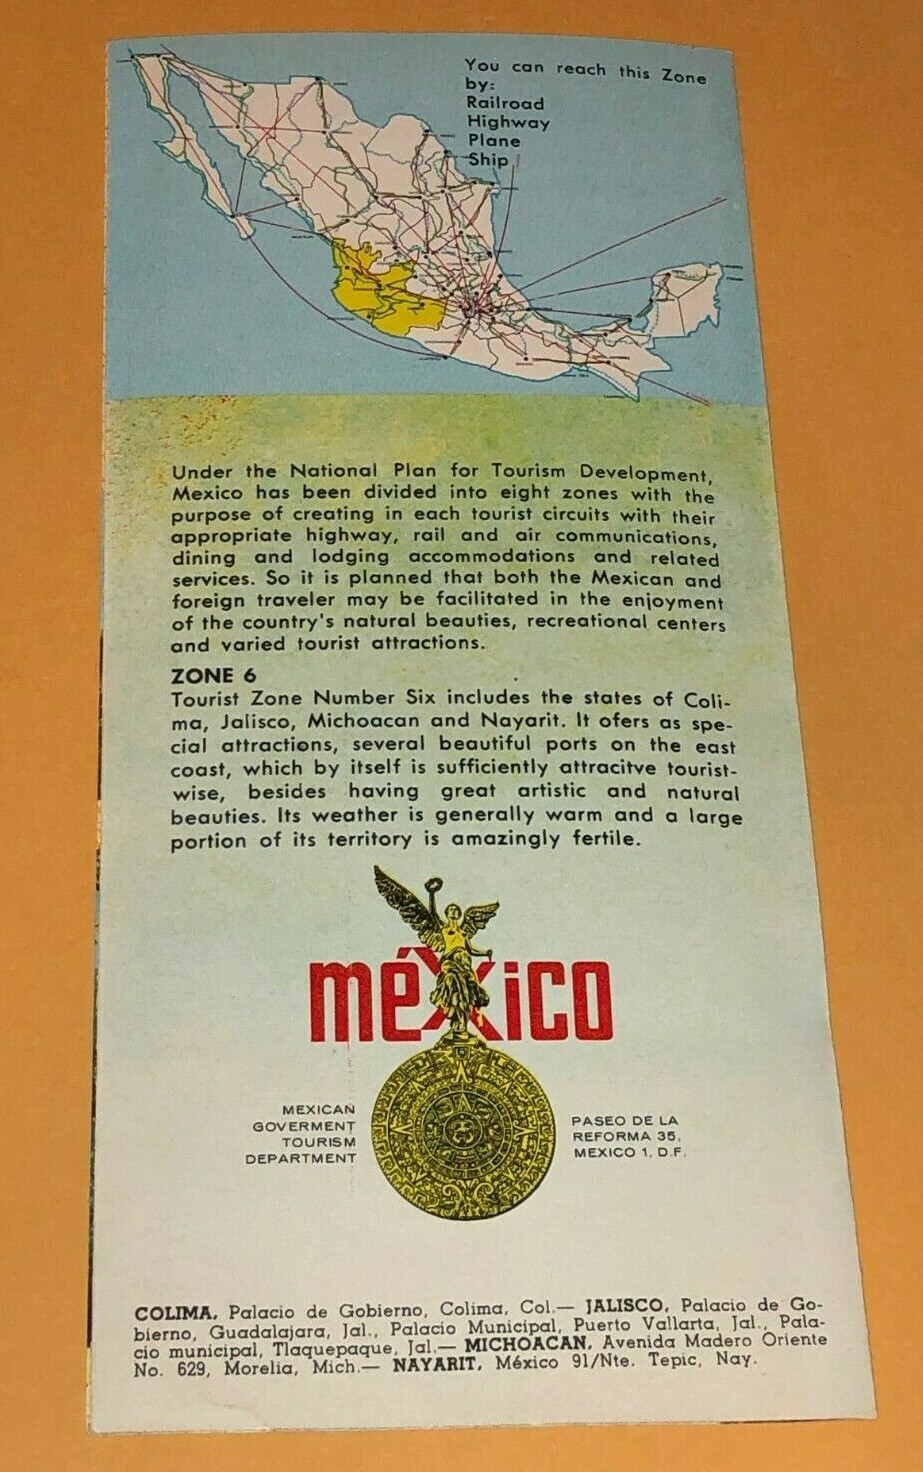 You can reach this Zone
by:
Railroad
Highway
Plane
Ship
Under the National Plan for Tourism Development,
Mexico has been divided into eight zones with the
purpose of creating in each tourist circuits with their
appropriate highway, rail and air communications,
dining and lodging accommodations and related
services. So it is planned that both the Mexican and
foreign traveler may be facilitated in the enjoyment
of the country's natural beauties, recreational centers
and varied tourist attractions.
ZONE 6
Tourist Zone Number Six includes the states of Coli-
ma, Jalisco, Michoacan and Nayarit. It ofers as spe-
cial attractions, several beautiful ports on the east
coast, which by itself is sufficiently attracitve tourist-
wise, besides having great artistic and natural
beauties. Its weather is generally warm and a large
portion of its territory is amazingly fertile.
méxico
MEXICAN
GOVERMENT
TOURISM
DEPARTMENT
PASEO DE LA
REFORMA 35,
MEXICO 1, D.F.
COLIMA, Palacio de Gobierno, Colima, Col.— JALISCO, Palacio de Go-
bierno, Guadalajara, Jal., Palacio Municipal, Puerto Vallarta, Jal., Pala-
cio municipal, Tlaquepaque, Jal.— MICHOACAN, Avenida Madero Oriente
No. 629, Morelia, Mich.— NAYARIT, México 91/Nte. Tepic, Nay.